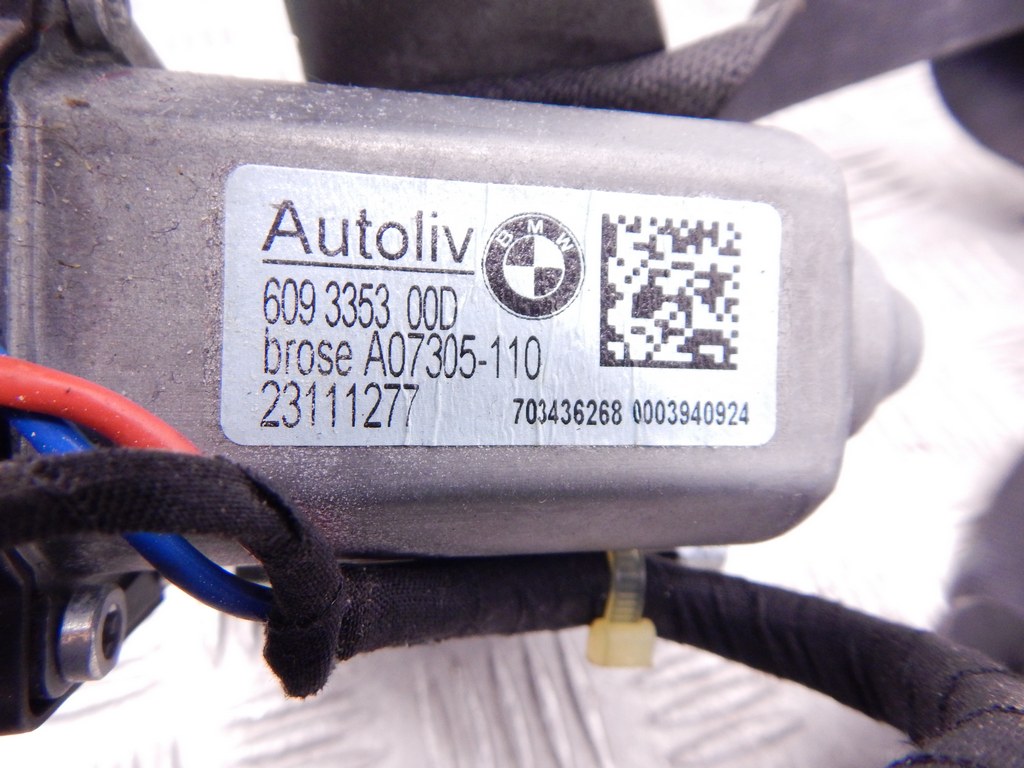 Autoliv
BMW
609 3353 00D
brose A07305-110
23111277
703436268 0003940924